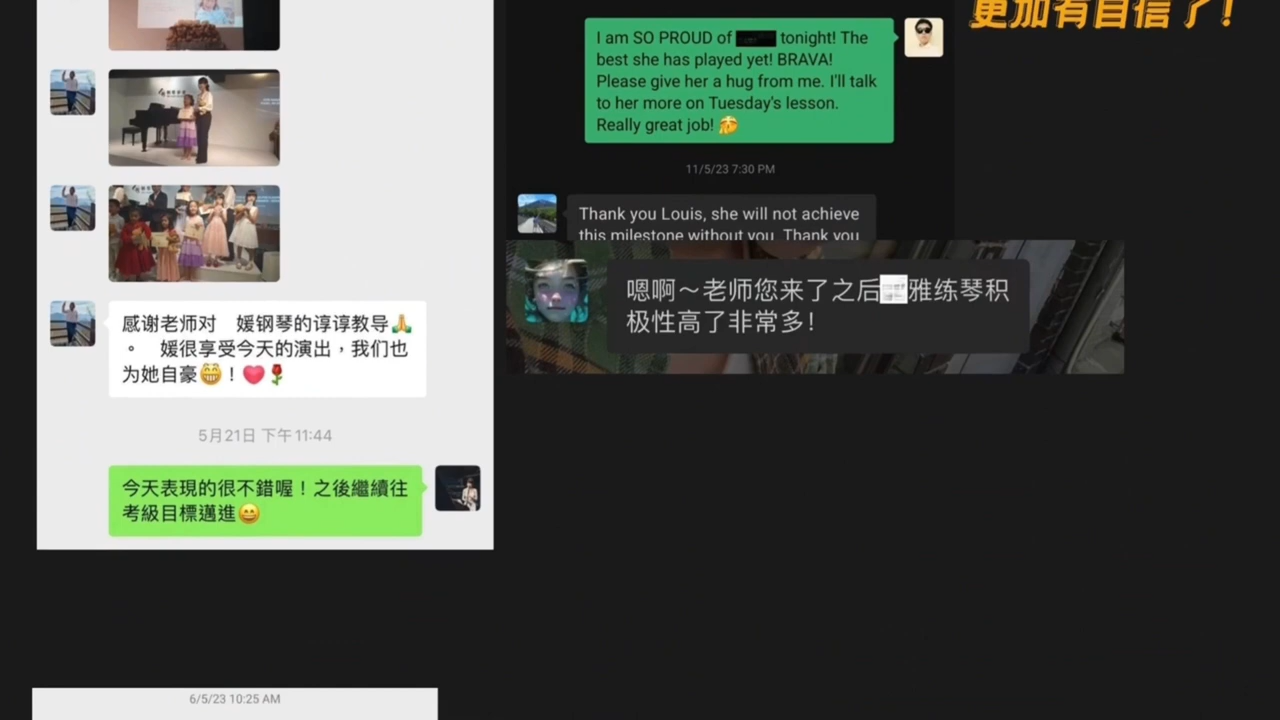 更加有自信了!
I am SO PROUD of tonight! The
best she has played yet! BRAVA!
Please give her a hug from me. I'll talk
to her more on Tuesday's lesson.
Really great job! 🥳
11/5/23 7:30 PM
Thank you Louis, she will not achieve
this milestone without you. Thank you
嗯啊～老师您来了之后 雅练琴积
极性高了非常多!
感谢老师对 媛钢琴的谆谆教导🙏
。 媛很享受今天的演出，我们也
为她自豪😁！❤️🌹
5月21日 下午 11:44
今天表現的很不錯喔！之後繼續往
考級目標邁進😄
6/5/23 10:25 AM